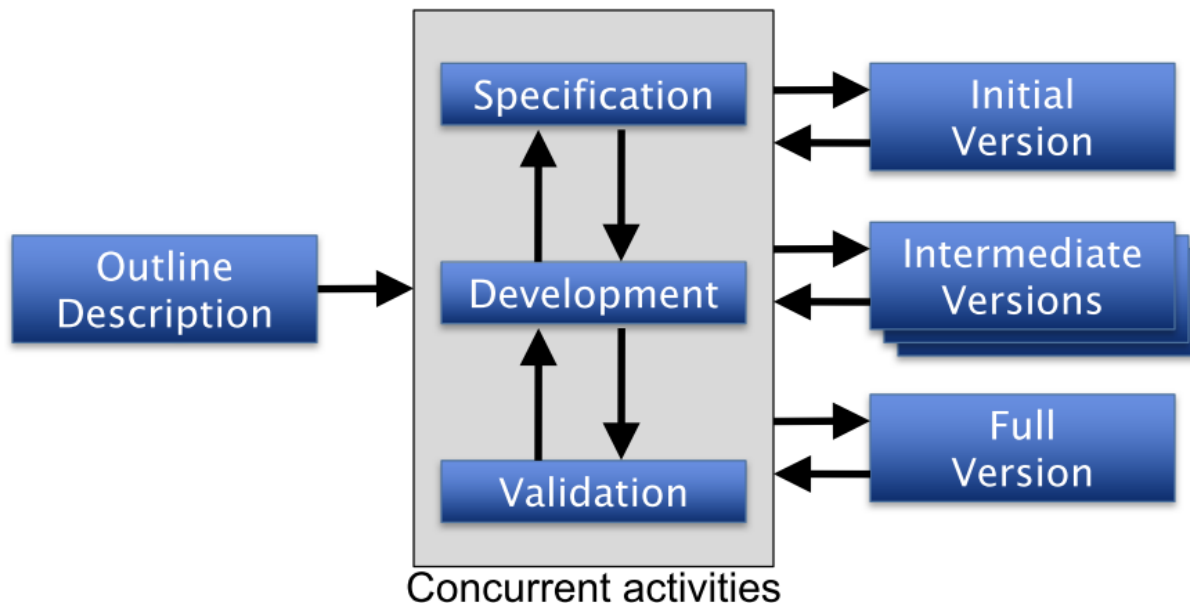 Specification
Initial
Version
Outline
Description
Development
Intermediate
Versions
Validation
Full
Version
Concurrent activities